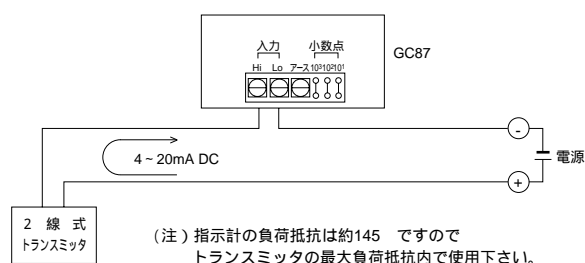 GC87
入力 小数点
Hi Lo アース 10³ 10² 10¹
-
4 ~ 20mA DC
電源
+
2 線 式
トランスミッタ
(注)指示計の負荷抵抗は約145 ですので
トランスミッタの最大負荷抵抗内で使用下さい。